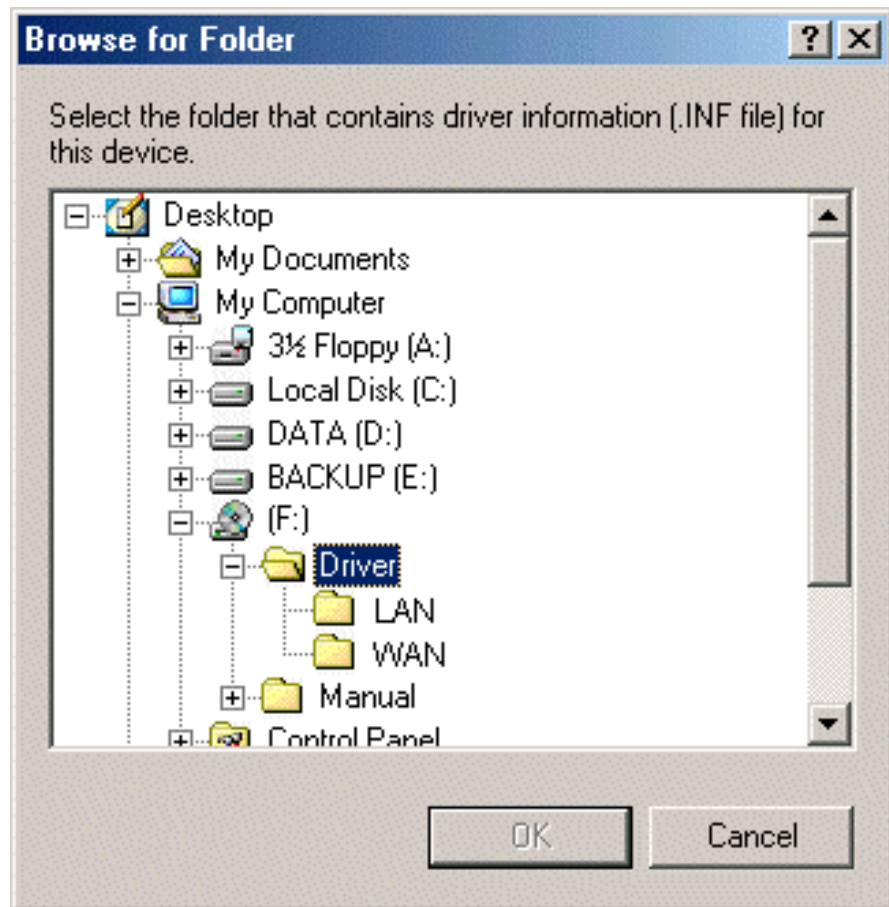 Browse for Folder
Select the folder that contains driver information (.INF file) for
this device.
Desktop
My Documents
My Computer
3½ Floppy (A:)
Local Disk (C:)
DATA (D:)
BACKUP (E:)
(F:)
Driver
LAN
WAN
Manual
Control Panel
OK
Cancel